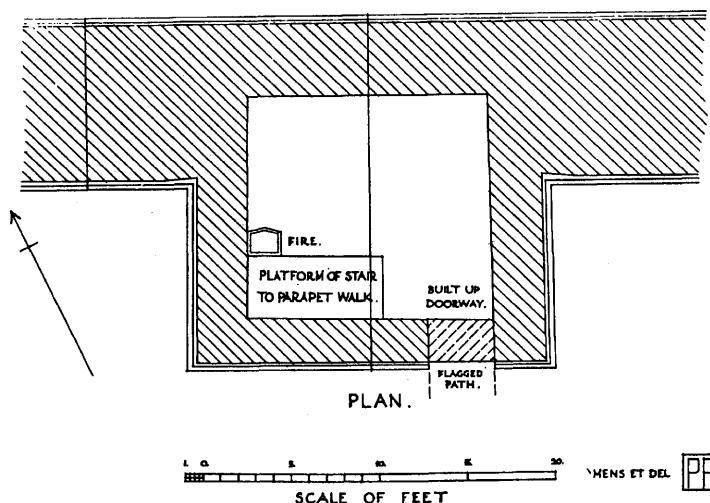 FIRE.
PLATFORM OF STAIR
TO PARAPET WALK.
BUILT UP
DOORWAY.
FLAGGED
PATH.
PLAN.
1. 0. 5. 10. 15. 20.
SCALE OF FEET
MENS ET DEL